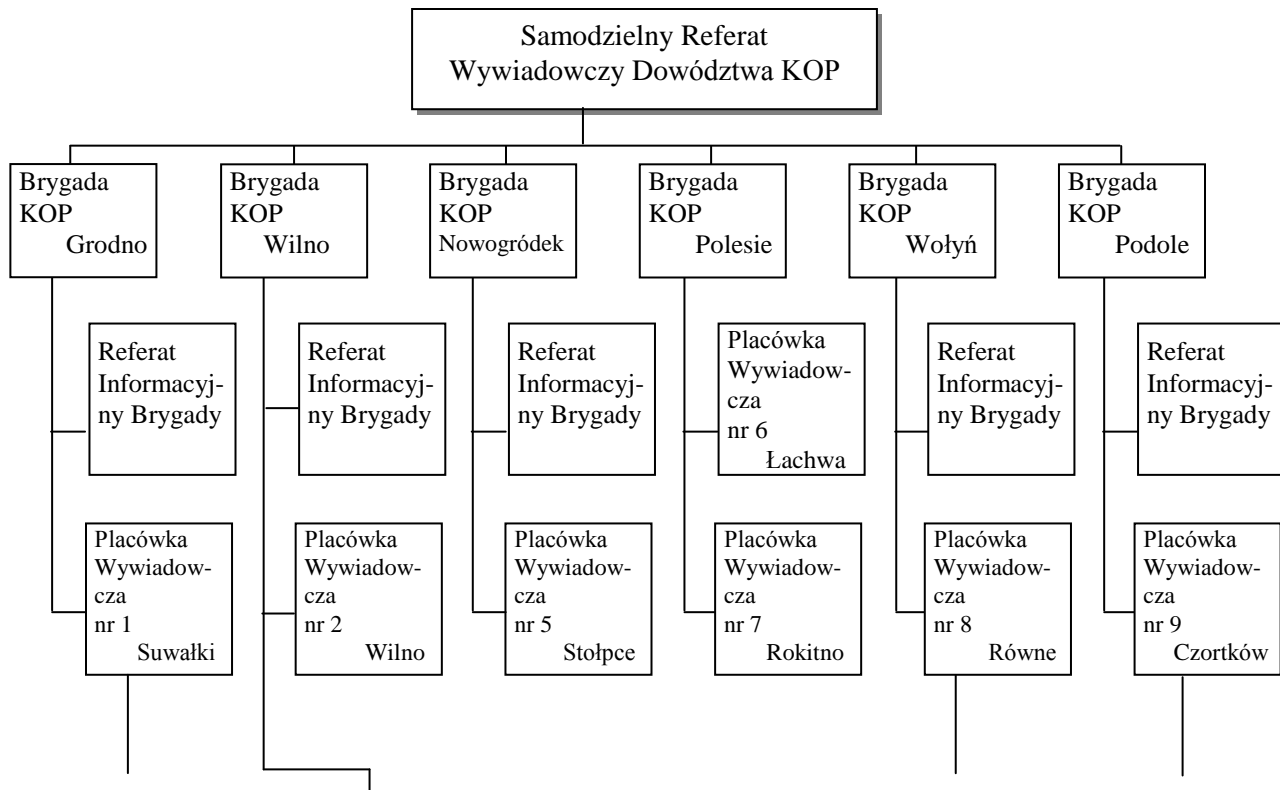 Samodzielny Referat
Wywiadowczy Dowództwa KOP
Brygada
KOP
Grodno
Brygada
KOP
Wilno
Brygada
KOP
Nowogródek
Brygada
KOP
Polesie
Brygada
KOP
Wołyń
Brygada
KOP
Podole
Referat
Informacyj-
ny Brygady
Referat
Informacyj-
ny Brygady
Referat
Informacyj-
ny Brygady
Placówka
Wywiadow-
cza
nr 6
Łachwa
Referat
Informacyj-
ny Brygady
Referat
Informacyj-
ny Brygady
Placówka
Wywiadow-
cza
nr 1
Suwałki
Placówka
Wywiadow-
cza
nr 2
Wilno
Placówka
Wywiadow-
cza
nr 5
Stołpce
Placówka
Wywiadow-
cza
nr 7
Rokitno
Placówka
Wywiadow-
cza
nr 8
Równe
Placówka
Wywiadow-
cza
nr 9
Czortków